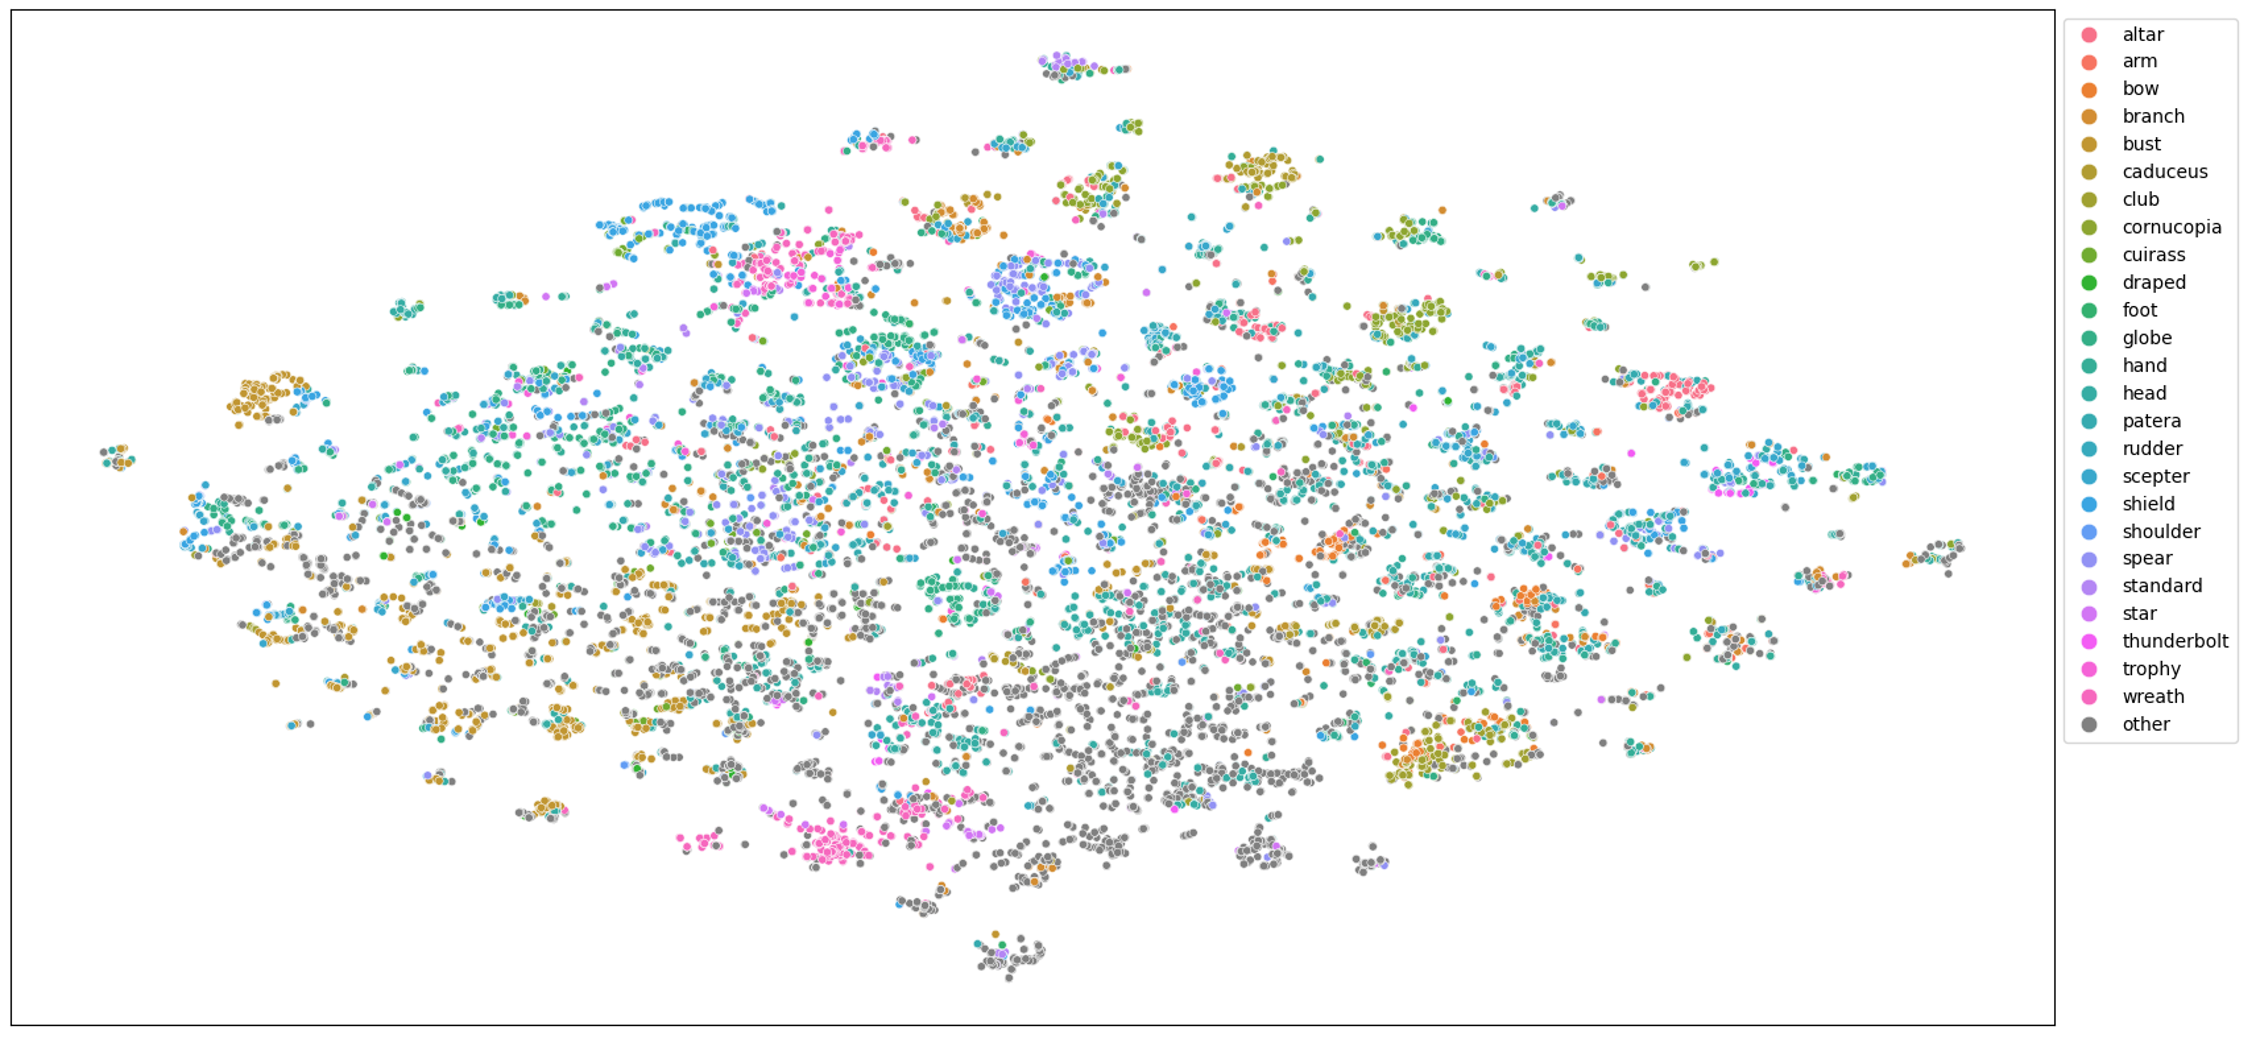 altar
arm
bow
branch
bust
caduceus
club
cornucopia
cuirass
draped
foot
globe
hand
head
patera
rudder
scepter
shield
shoulder
spear
standard
star
thunderbolt
trophy
wreath
other